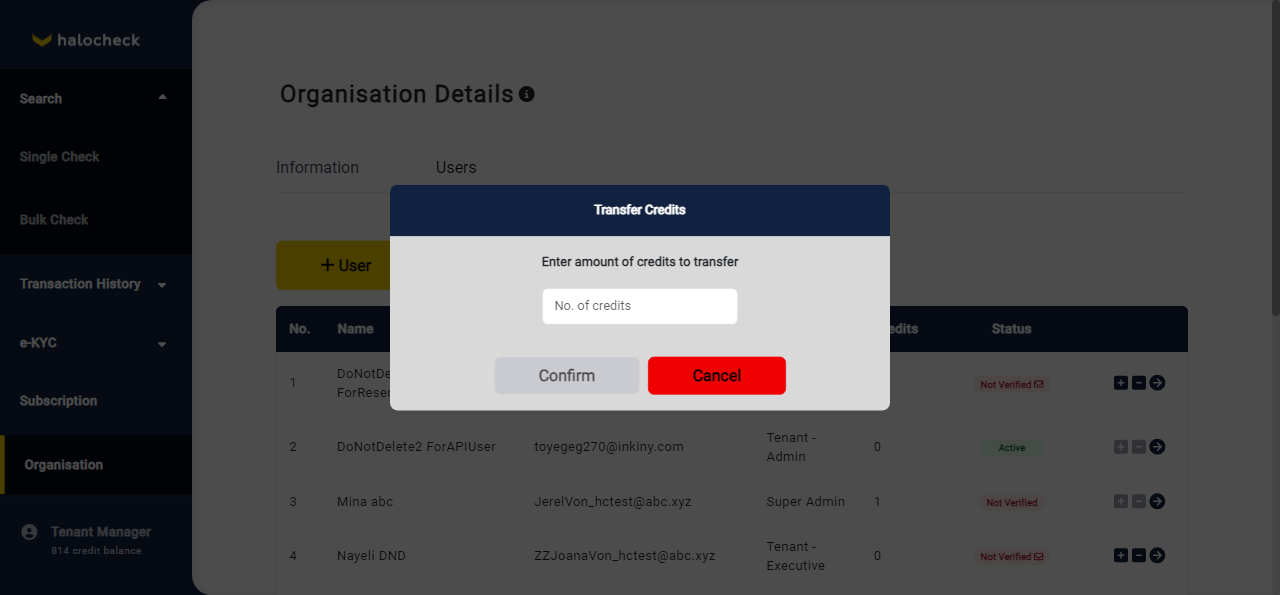 halocheck
Search
Single Check
Bulk Check
Transaction History
e-KYC
Subscription
Organisation
Tenant Manager
814 credit balance
Organisation Details
Information Users
+ User
Transfer Credits
Enter amount of credits to transfer
No. of credits
Confirm Cancel
No. Name edits Status
1 DoNotDe
ForReser Not Verified
2 DoNotDelete2 ForAPIUser toyegeg270@inkiny.com Tenant - Admin 0 Active
3 Mina abc JerelVon_hctest@abc.xyz Super Admin 1 Not Verified
4 Nayeli DND ZZJoanaVon_hctest@abc.xyz Tenant - Executive 0 Not Verified